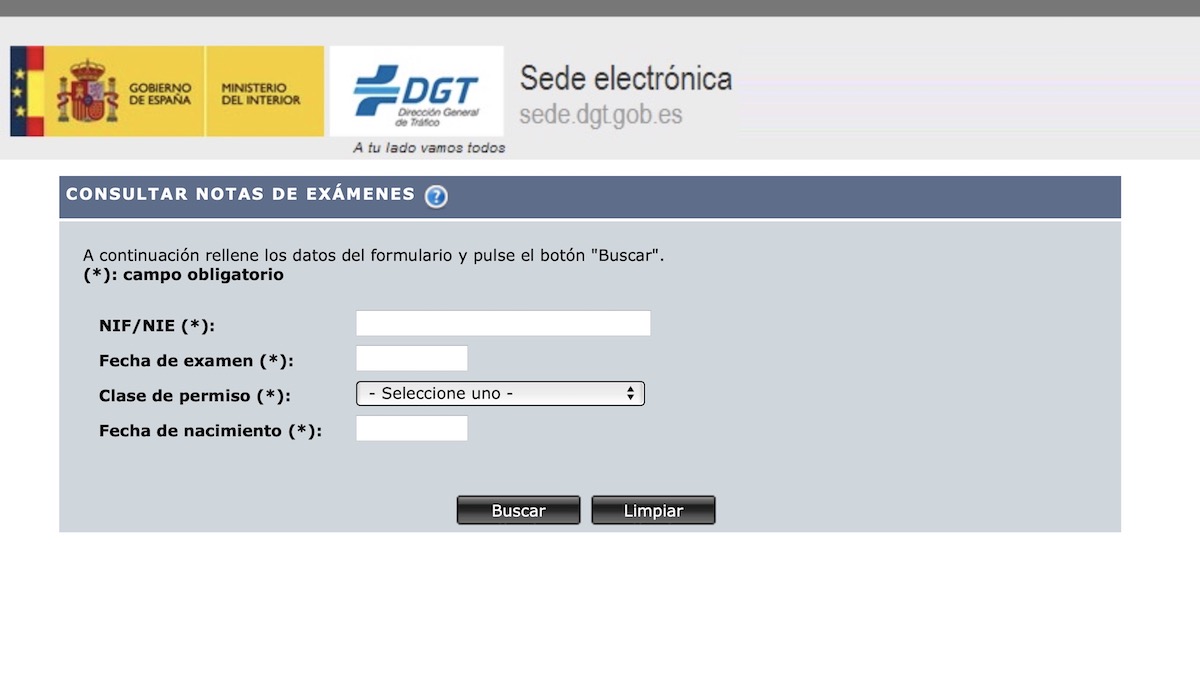 GOBIERNO
DE ESPAÑA
MINISTERIO
DEL INTERIOR
DGT
Dirección General
de Tráfico
A tu lado vamos todos
Sede electrónica
sede.dgt.gob.es
CONSULTAR NOTAS DE EXÁMENES ?
A continuación rellene los datos del formulario y pulse el botón "Buscar".
(*): campo obligatorio
NIF/NIE (*):
Fecha de examen (*):
Clase de permiso (*): - Seleccione uno -
Fecha de nacimiento (*):
Buscar Limpiar